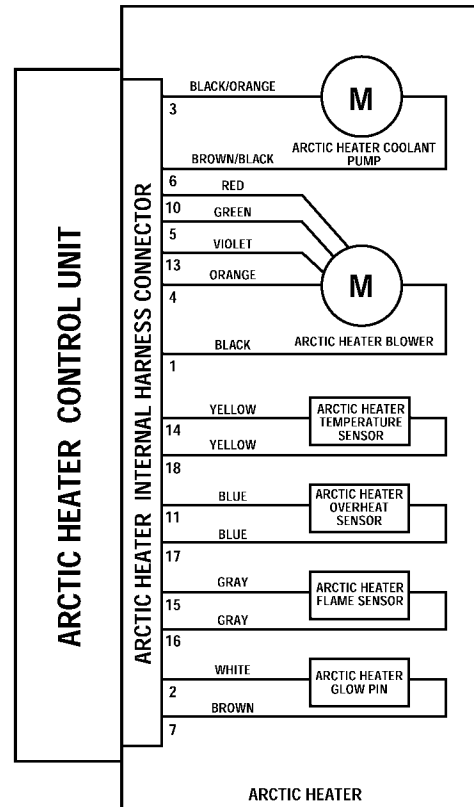 ARCTIC HEATER CONTROL UNIT
ARCTIC HEATER INTERNAL HARNESS CONNECTOR
BLACK/ORANGE
3
M
ARCTIC HEATER COOLANT
PUMP
BROWN/BLACK
6
RED
10
GREEN
5
VIOLET
13
ORANGE
4
M
ARCTIC HEATER BLOWER
BLACK
1
YELLOW
14
ARCTIC HEATER
TEMPERATURE
SENSOR
YELLOW
18
BLUE
11
ARCTIC HEATER
OVERHEAT
SENSOR
BLUE
17
GRAY
15
ARCTIC HEATER
FLAME SENSOR
GRAY
16
WHITE
2
ARCTIC HEATER
GLOW PIN
BROWN
7
ARCTIC HEATER